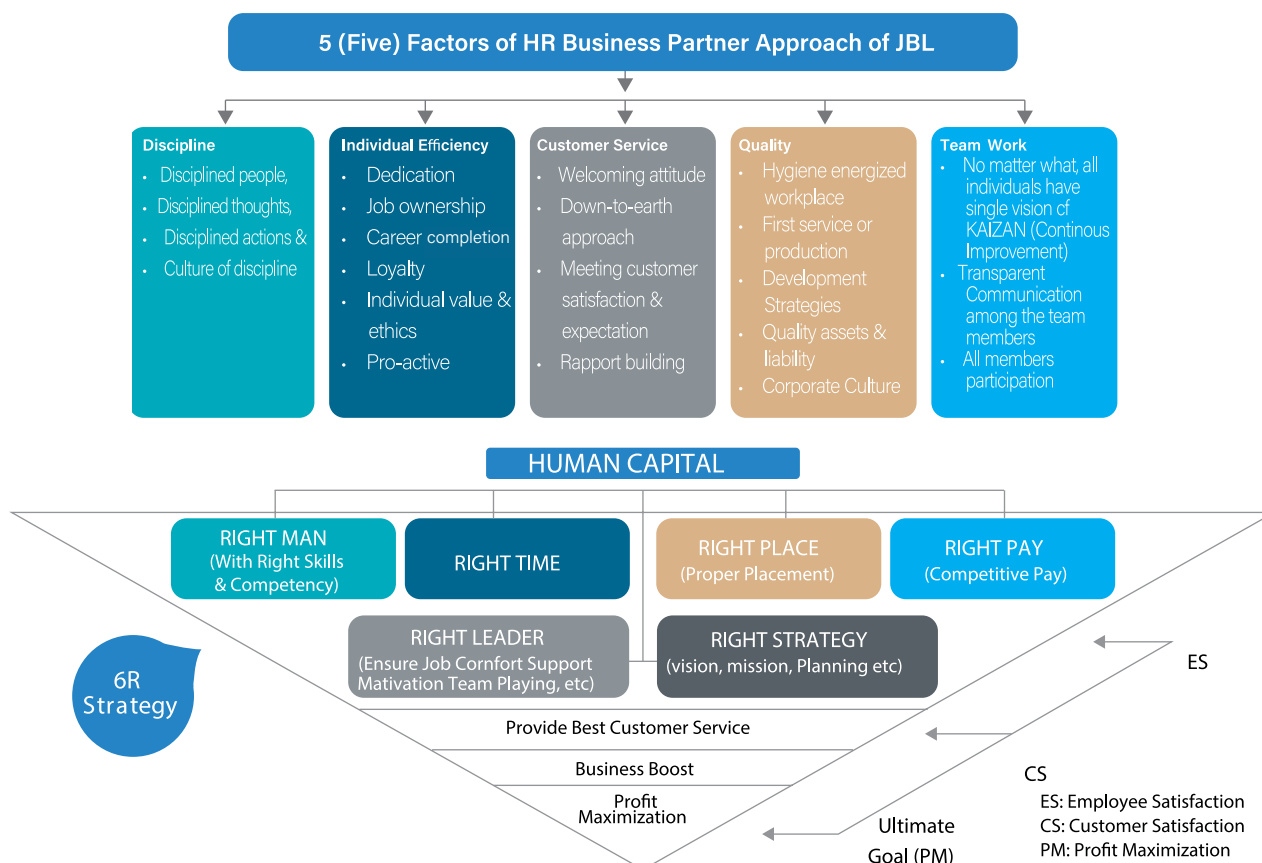 5 (Five) Factors of HR Business Partner Approach of JBL
Discipline
• Disciplined people,
• Disciplined thoughts,
• Disciplined actions &
• Culture of discipline
Individual Efficiency
• Dedication
• Job ownership
• Career completion
• Loyalty
• Individual value &
ethics
• Pro-active
Customer Service
• Welcoming attitude
• Down-to-earth
approach
• Meeting customer
satisfaction &
expectation
• Rapport building
Quality
• Hygiene energized
workplace
• First service or
production
• Development
Strategies
• Quality assets &
liability
• Corporate Culture
Team Work
• No matter what, all
individuals have
single vision cf
KAIZAN (Continous
Improvement)
• Transparent
Communication
among the team
members
• All members
participation
HUMAN CAPITAL
RIGHT MAN
(With Right Skills
& Competency)
RIGHT TIME
RIGHT PLACE
(Proper Placement)
RIGHT PAY
(Competitive Pay)
RIGHT LEADER
(Ensure Job Cornfort Support
Mativation Team Playing, etc)
RIGHT STRATEGY
(vision, mission, Planning etc)
6R
Strategy
ES
Provide Best Customer Service
Business Boost
CS
Profit
Maximization
Ultimate
Goal (PM)
ES: Employee Satisfaction
CS: Customer Satisfaction
PM: Profit Maximization